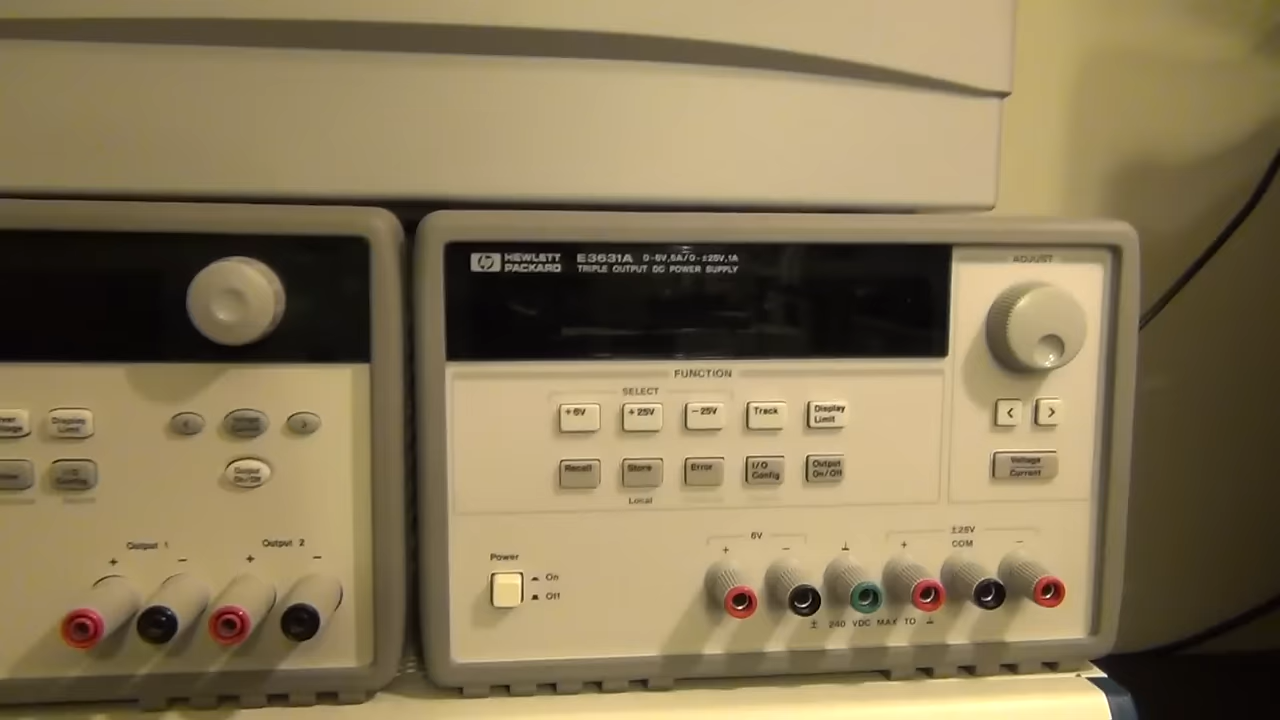 hp HEWLETT PACKARD E3631A 0-6V,5A/0-±25V,1A
TRIPLE OUTPUT DC POWER SUPPLY
ADJUST
FUNCTION
SELECT
+6V +25V -25V Track Display Limit
Recall Store Error I/O Config Output On/Off
Local
< >
Voltage
Current
Power
On
Off
6V
±25V
+ - ⊥ + COM -
± 240 VDC MAX TO ⊥
Display Limit
< >
I/O Config
Output On/Off
Output 1 Output 2
+ - + -